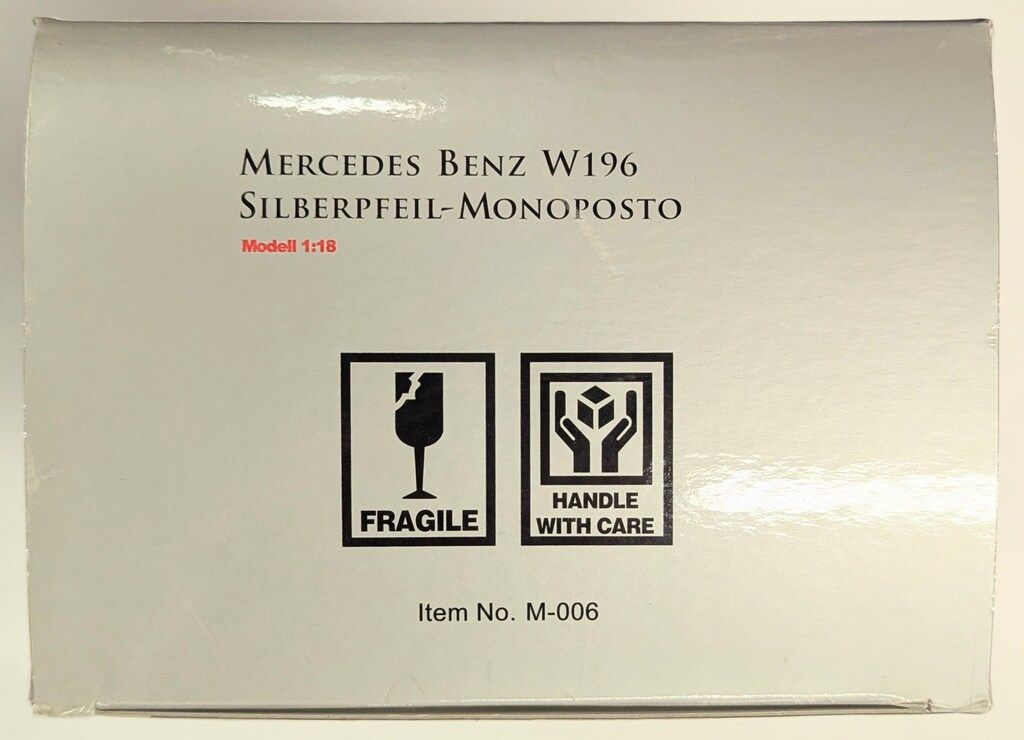 Mercedes Benz W196
Silberpfeil-Monoposto
Modell 1:18
FRAGILE
HANDLE
WITH CARE
Item No. M-006